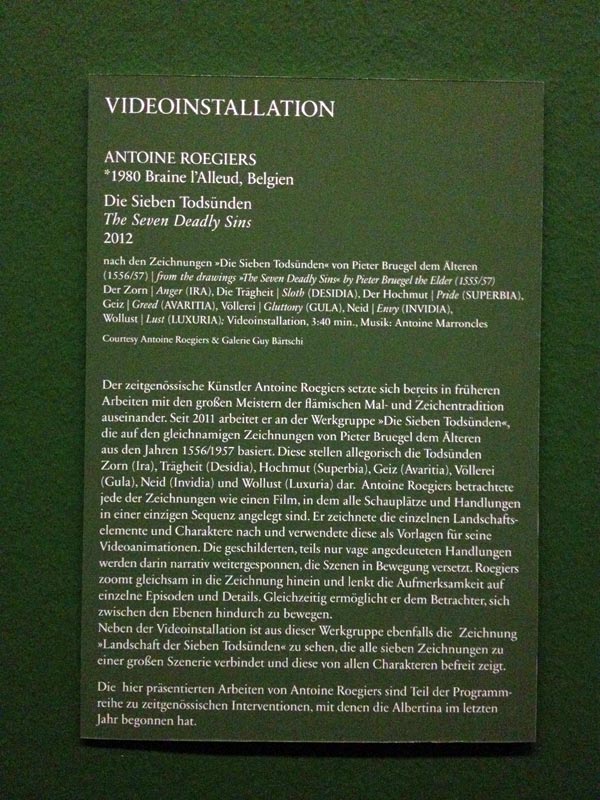 VIDEOINSTALLATION
ANTOINE ROEGIERS
*1980 Braine l'Alleud, Belgien
Die Sieben Todsünden
The Seven Deadly Sins
2012
nach den Zeichnungen »Die Sieben Todsünden« von Pieter Bruegel dem Älteren
(1556/57) | from the drawings »The Seven Deadly Sins« by Pieter Bruegel the Elder (1555/57)
Der Zorn | Anger (IRA), Die Trägheit | Sloth (DESIDIA), Der Hochmut | Pride (SUPERBIA),
Geiz | Greed (AVARITIA), Völlerei | Gluttony (GULA), Neid | Envy (INVIDIA),
Wollust | Lust (LUXURIA); Videoinstallation, 3:40 min., Musik: Antoine Marroncles
Courtesy Antoine Roegiers & Galerie Guy Bärtschi
Der zeitgenössische Künstler Antoine Roegiers setzte sich bereits in früheren
Arbeiten mit den großen Meistern der flämischen Mal- und Zeichentradition
auseinander. Seit 2011 arbeitet er an der Werkgruppe »Die Sieben Todsünden«,
die auf den gleichnamigen Zeichnungen von Pieter Bruegel dem Älteren
aus den Jahren 1556/1957 basiert. Diese stellen allegorisch die Todsünden
Zorn (Ira), Trägheit (Desidia), Hochmut (Superbia), Geiz (Avaritia), Völlerei
(Gula), Neid (Invidia) und Wollust (Luxuria) dar. Antoine Roegiers betrachtete
jede der Zeichnungen wie einen Film, in dem alle Schauplätze und Handlungen
in einer einzigen Sequenz angelegt sind. Er zeichnete die einzelnen Landschafts-
elemente und Charaktere nach und verwendete diese als Vorlagen für seine
Videoanimationen. Die geschilderten, teils nur vage angedeuteten Handlungen
werden darin narrativ weitergesponnen, die Szenen in Bewegung versetzt. Roegiers
zoomt gleichsam in die Zeichnung hinein und lenkt die Aufmerksamkeit auf
einzelne Episoden und Details. Gleichzeitig ermöglicht er dem Betrachter, sich
zwischen den Ebenen hindurch zu bewegen.
Neben der Videoinstallation ist aus dieser Werkgruppe ebenfalls die Zeichnung
»Landschaft der Sieben Todsünden« zu sehen, die alle sieben Zeichnungen zu
einer großen Szenerie verbindet und diese von allen Charakteren befreit zeigt.
Die hier präsentierten Arbeiten von Antoine Roegiers sind Teil der Programm-
reihe zu zeitgenössischen Interventionen, mit denen die Albertina im letzten
Jahr begonnen hat.